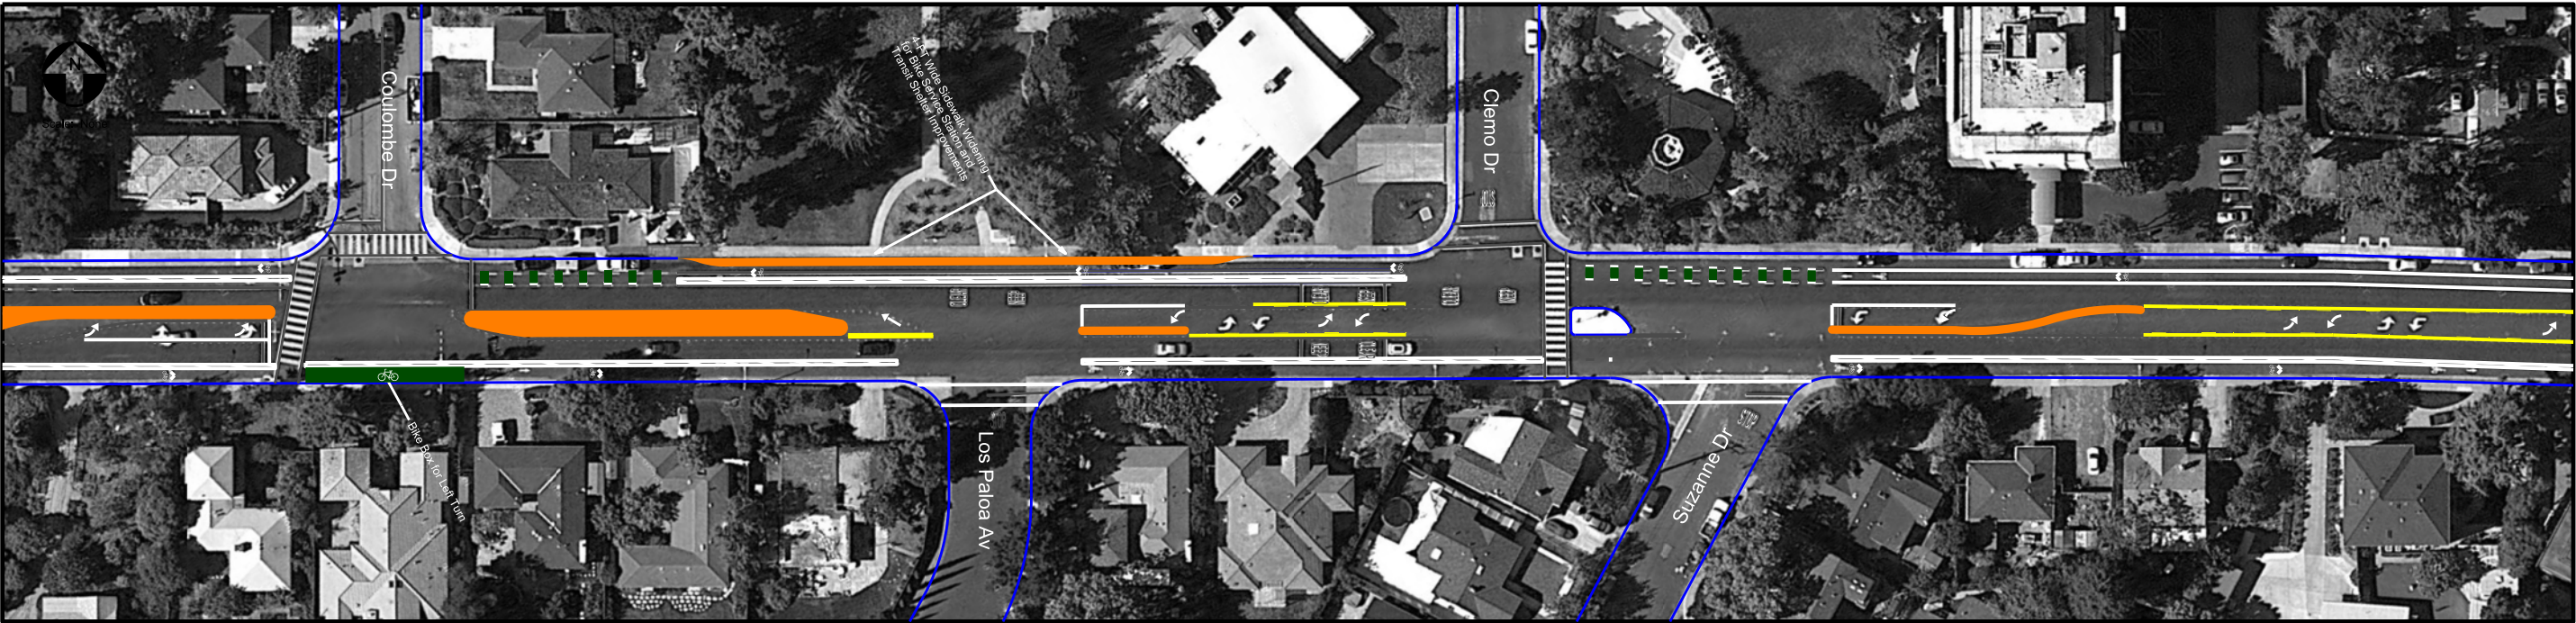 N
Coulombe Dr
4-FT Wide Sidewalk Widening
for Bike Service Station and
Transit Shelter Improvements
Clemo Dr
Bike Box for Left Turn
Los Paloa Av
Suzanne Dr